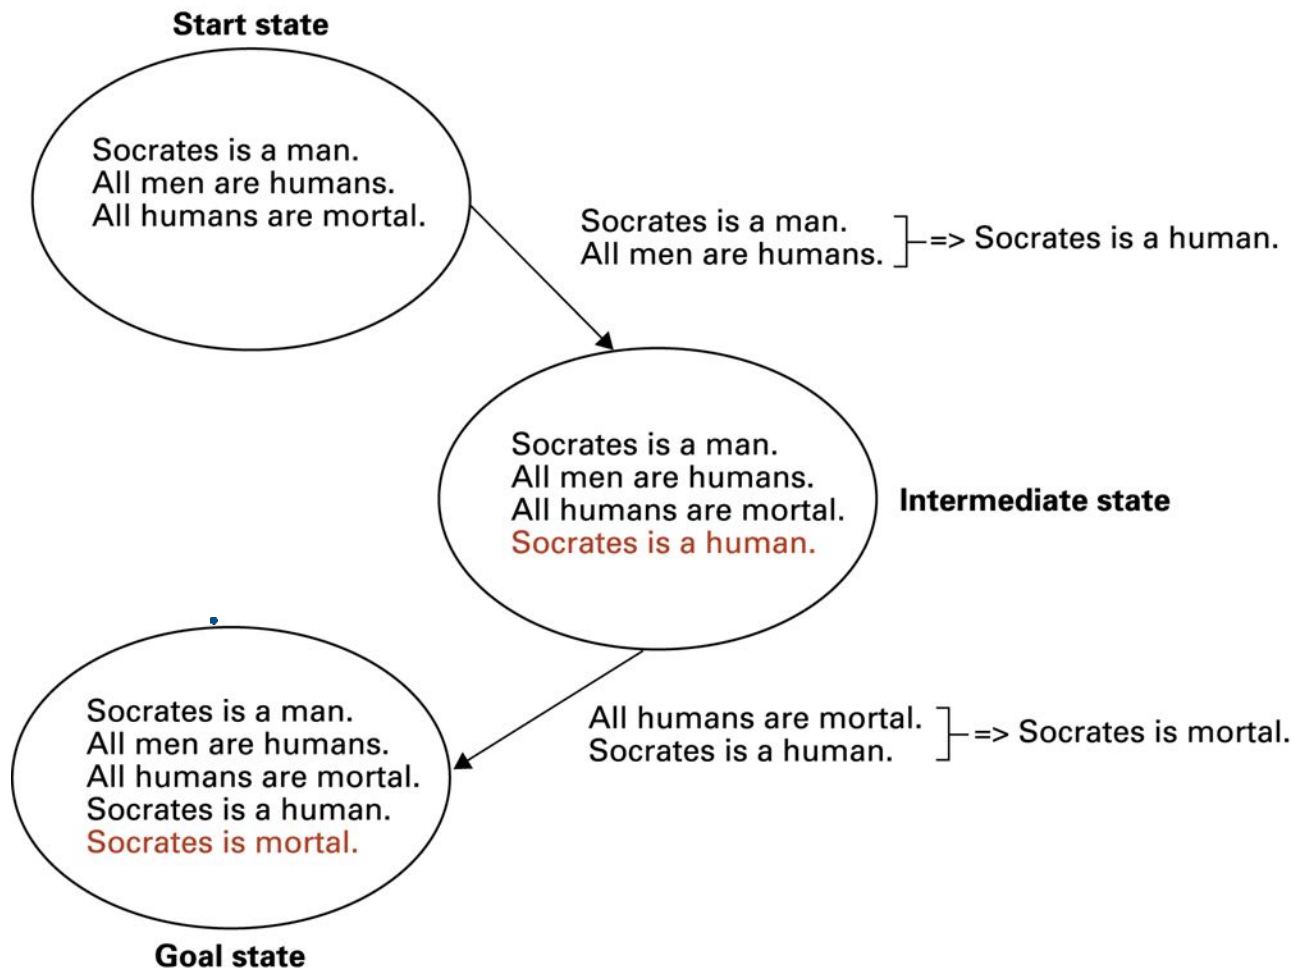 Start state
Socrates is a man.
All men are humans.
All humans are mortal.
Socrates is a man.
All men are humans.
=> Socrates is a human.
Socrates is a man.
All men are humans.
All humans are mortal.
Socrates is a human.
Intermediate state
All humans are mortal.
Socrates is a human.
=> Socrates is mortal.
Socrates is a man.
All men are humans.
All humans are mortal.
Socrates is a human.
Socrates is mortal.
Goal state